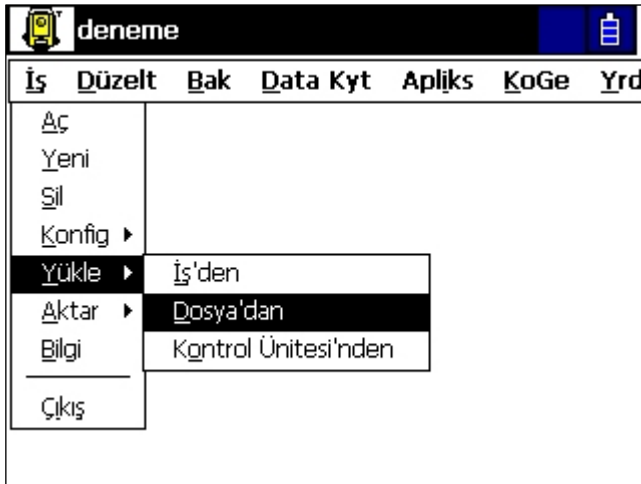 deneme
İş Düzelt Bak Data Kyt Apliks KoGe Yrd
Aç
Yeni
Sil
Konfig
Yükle
İş'den
Aktar
Dosya'dan
Bilgi
Kontrol Ünitesi'nden
Çıkış